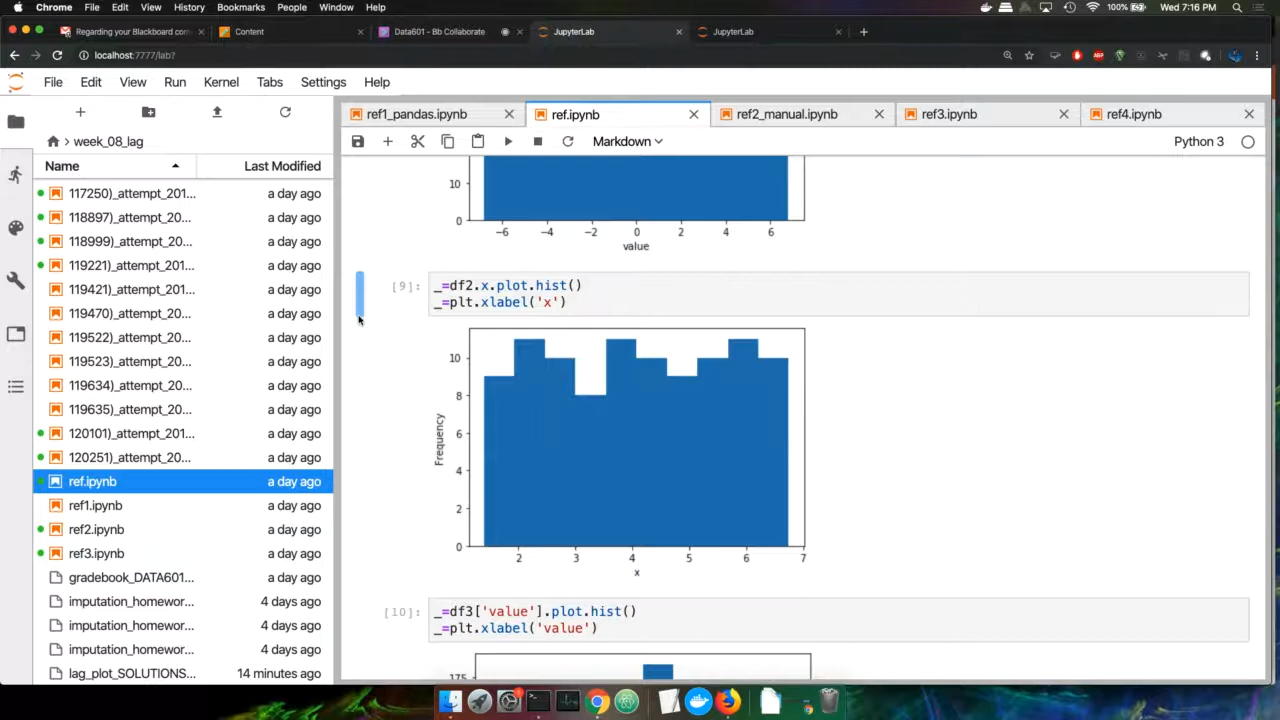 Chrome File Edit View History Bookmarks People Window Help 100% Wed 7:16 PM
Regarding your Blackboard con Content Data601 - Bb Collaborate JupyterLab JupyterLab
localhost:7777/lab?
File Edit View Run Kernel Tabs Settings Help
ref1_pandas.ipynb ref.ipynb ref2_manual.ipynb ref3.ipynb ref4.ipynb
week_08_lag
Markdown Python 3
Name Last Modified
117250)_attempt_201... a day ago
118897)_attempt_20... a day ago
118999)_attempt_20... a day ago
119221)_attempt_201... a day ago
119421)_attempt_201... a day ago
119470)_attempt_20... a day ago
119522)_attempt_20... a day ago
119523)_attempt_20... a day ago
119634)_attempt_20... a day ago
119635)_attempt_20... a day ago
120101)_attempt_201... a day ago
120251)_attempt_201... a day ago
ref.ipynb a day ago
ref1.ipynb a day ago
ref2.ipynb a day ago
ref3.ipynb a day ago
gradebook_DATA601... a day ago
imputation_homewor... 4 days ago
imputation_homewor... 4 days ago
imputation_homewor... 4 days ago
lag_plot_SOLUTIONS... 14 minutes ago
10
0
−6 −4 −2 0 2 4 6
value
[9]:
_=df2.x.plot.hist()
_=plt.xlabel('x')
Frequency
10
8
6
4
2
0
2 3 4 5 6 7
x
[10]:
_=df3['value'].plot.hist()
_=plt.xlabel('value')
175